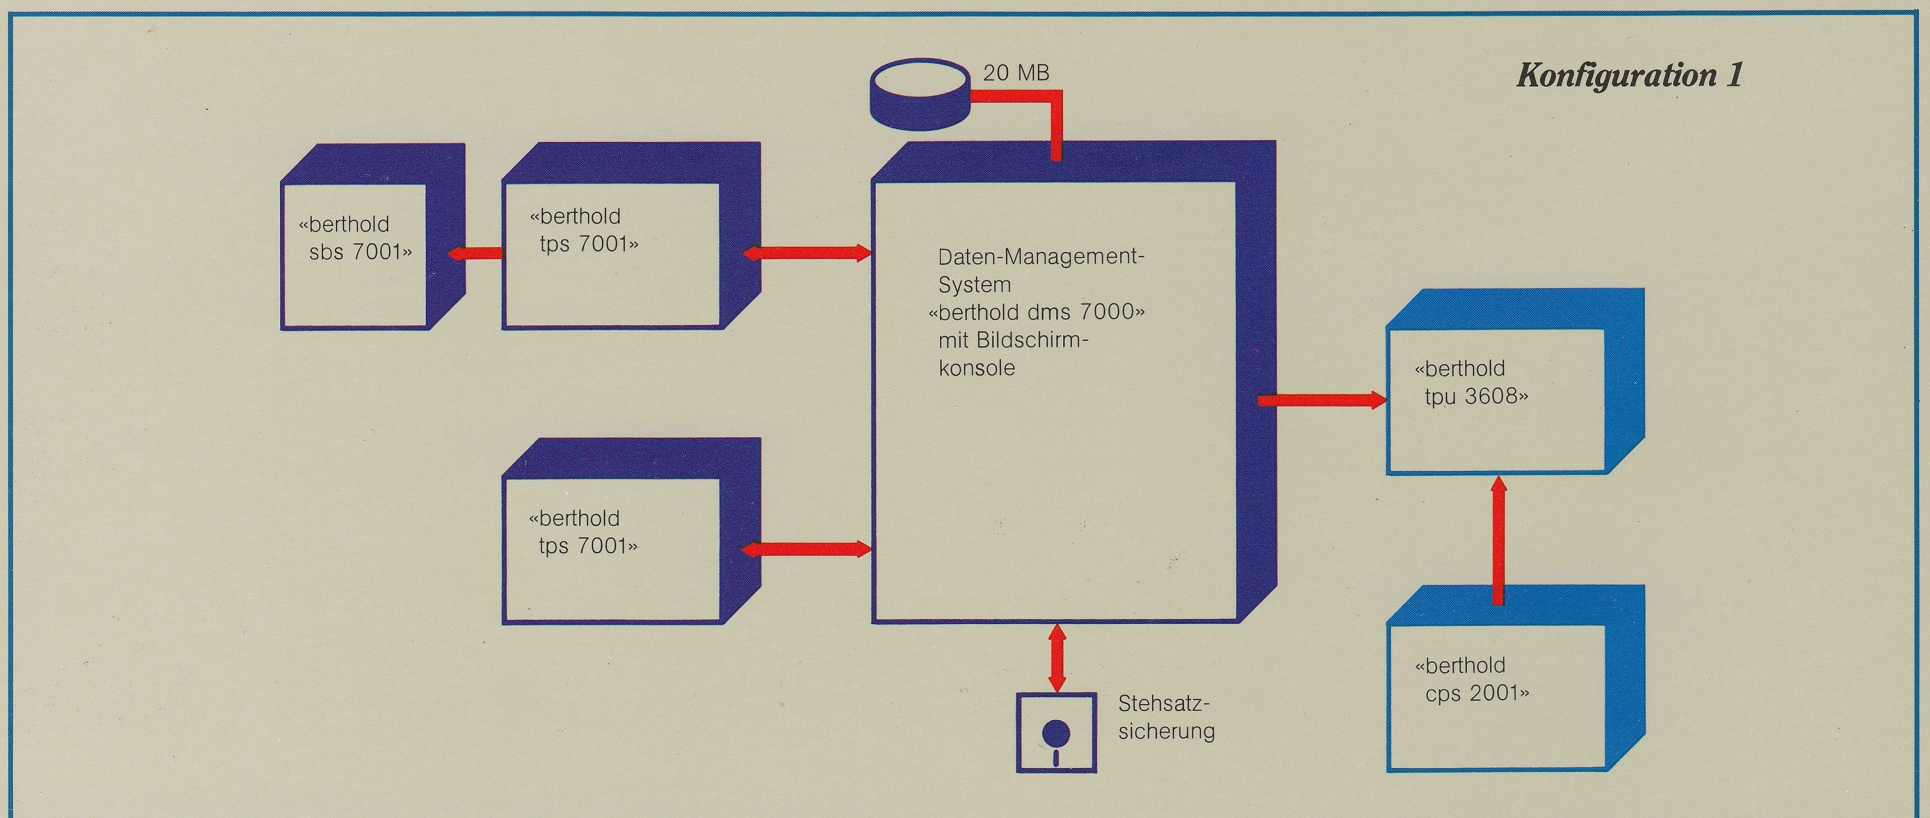 20 MB
Konfiguration 1
«berthold
sbs 7001»
«berthold
tps 7001»
Daten-Management-
System
«berthold dms 7000»
mit Bildschirm-
konsole
«berthold
tpu 3608»
«berthold
tps 7001»
«berthold
cps 2001»
Stehsatz-
sicherung